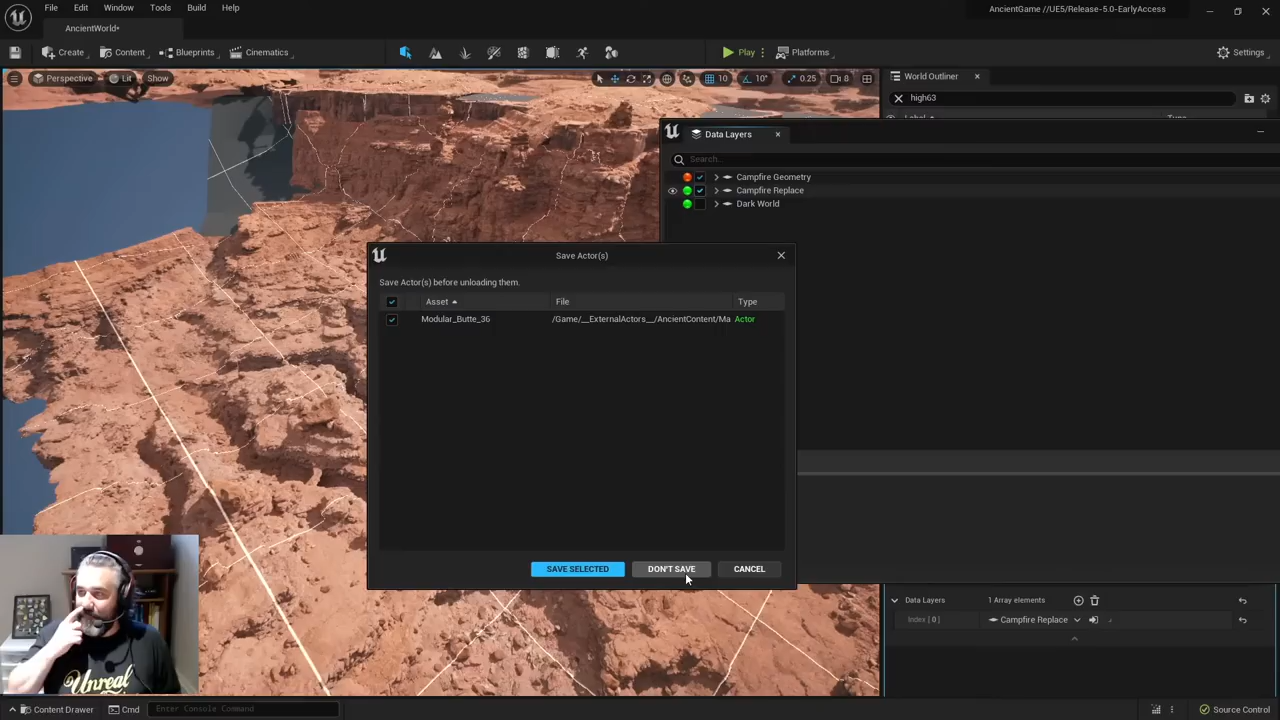 File Edit Window Tools Build Help
AncientGame //UE5/Release-5.0-EarlyAccess
AncientWorld*
Create Content Blueprints Cinematics Play Platforms Settings
Perspective Lit Show 10 10° 0.25 8
World Outliner
high63
Label Type
Data Layers
Search...
Campfire Geometry
Campfire Replace
Dark World
Save Actor(s)
Save Actor(s) before unloading them.
Asset File Type
Modular_Butte_36 /Game/__ExternalActors__/AncientContent/Ma Actor
SAVE SELECTED DON'T SAVE CANCEL
Data Layers 1 Array elements
Index [ 0 ] Campfire Replace
Unreal
Content Drawer Cmd Enter Console Command Source Control